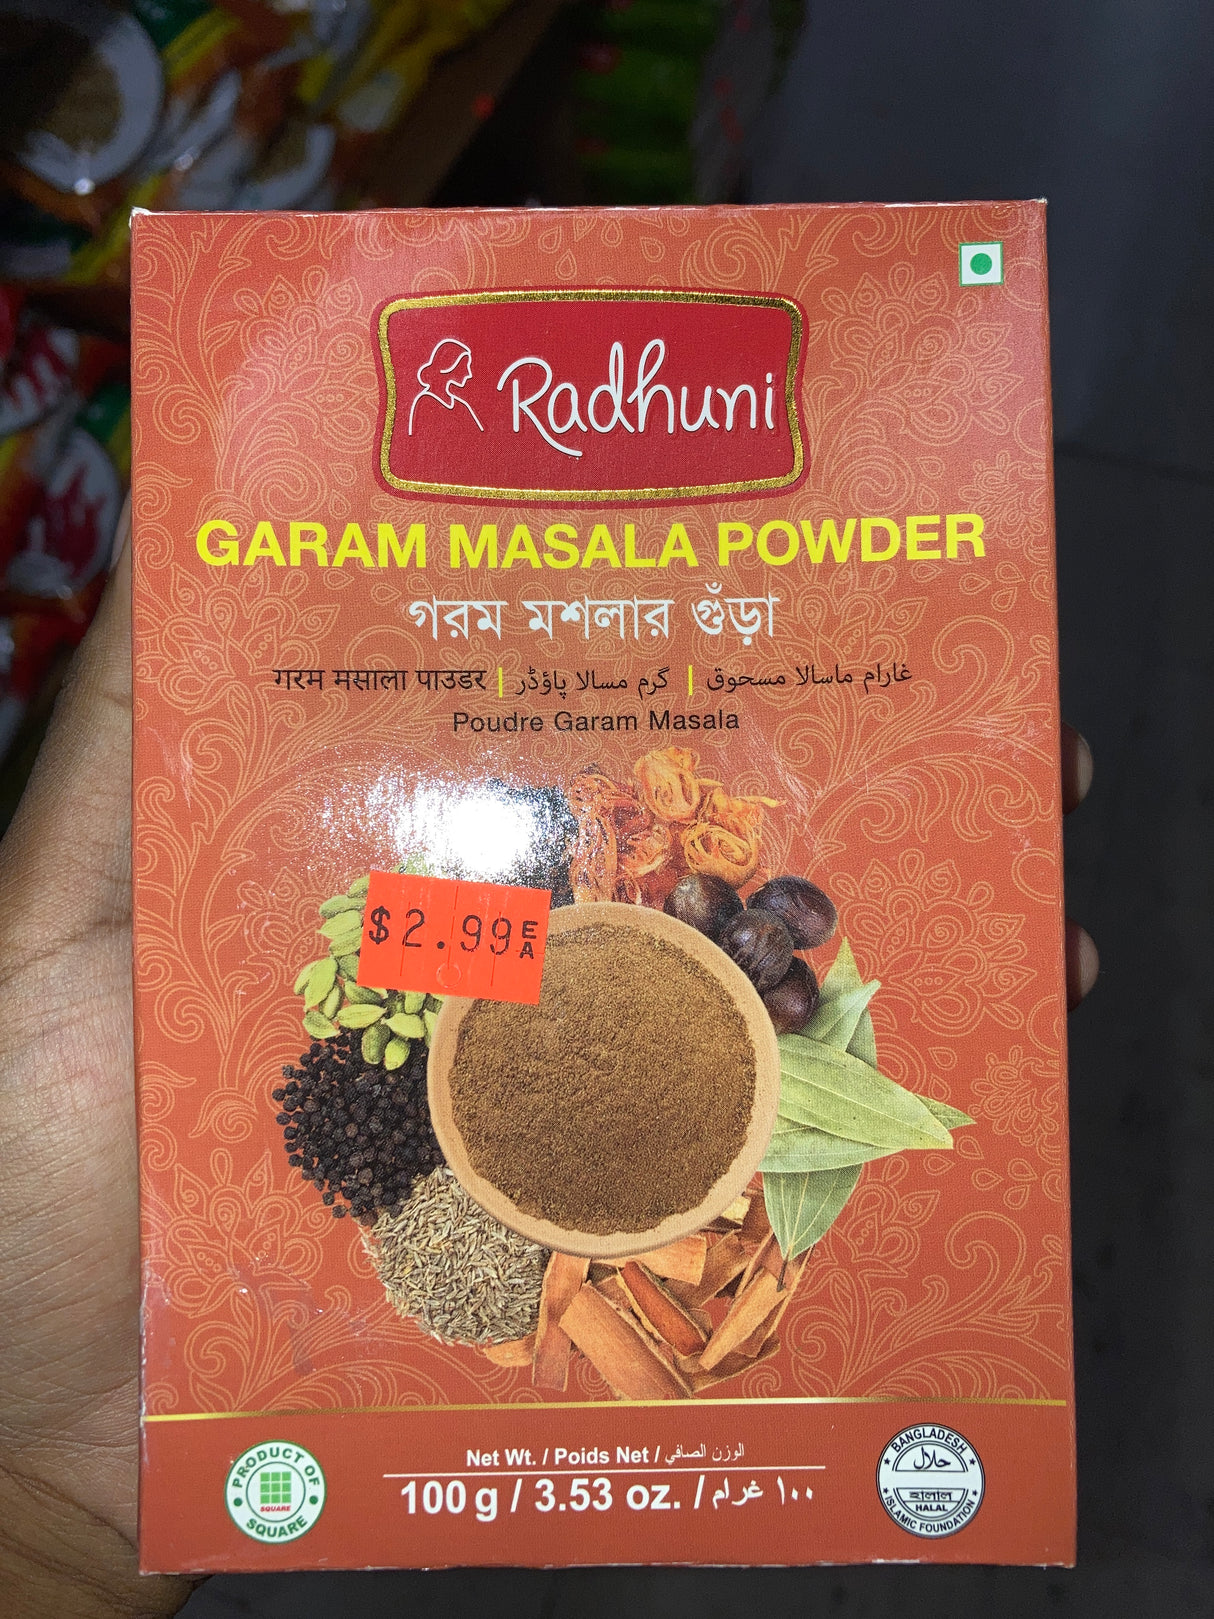 Radhuni
GARAM MASALA POWDER
গরম মশলার গুঁড়া
गरम मसाला पाउडर | گرم مسالا پاؤڈر | غارام ماسالا مسحوق
Poudre Garam Masala
$2.99 EA
Net Wt. / Poids Net / الوزن الصافي
100 g / 3.53 oz. / ١٠٠ غرام
PRODUCT OF
SQUARE
SQUARE
BANGLADESH
حلال
হালাল
HALAL
ISLAMIC FOUNDATION